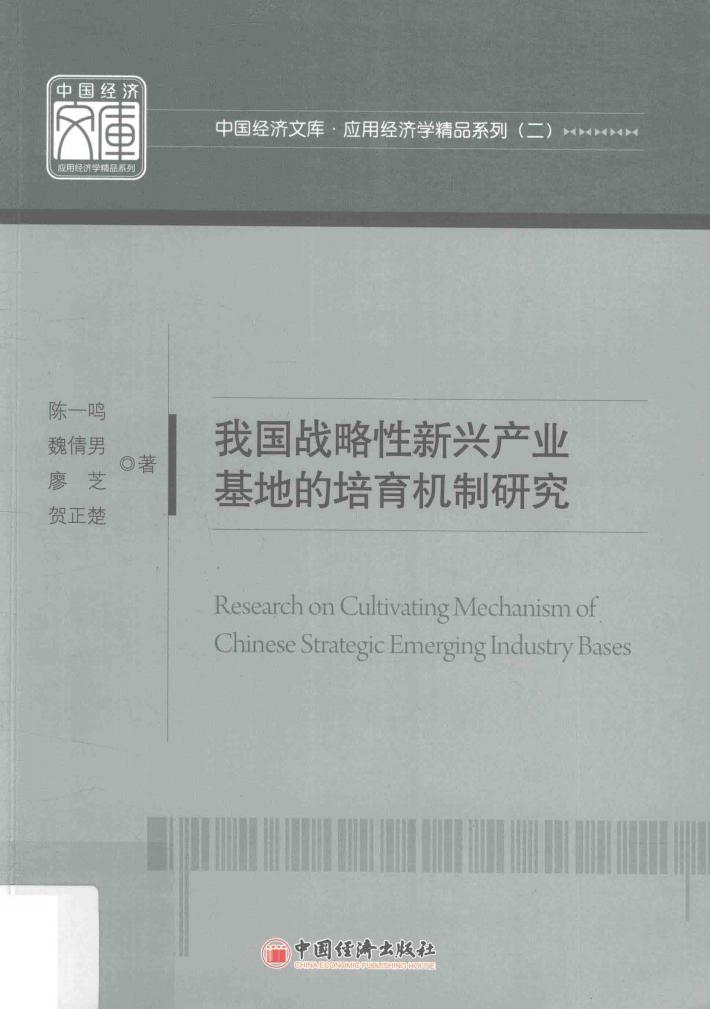 中国经济
文库
应用经济学精品系列
中国经济文库·应用经济学精品系列（二）
陈一鸣
魏倩男
廖 芝
贺正楚
◎著
我国战略性新兴产业
基地的培育机制研究
Research on Cultivating Mechanism of
Chinese Strategic Emerging Industry Bases
中国经济出版社
CHINA ECONOMIC PUBLISHING HOUSE